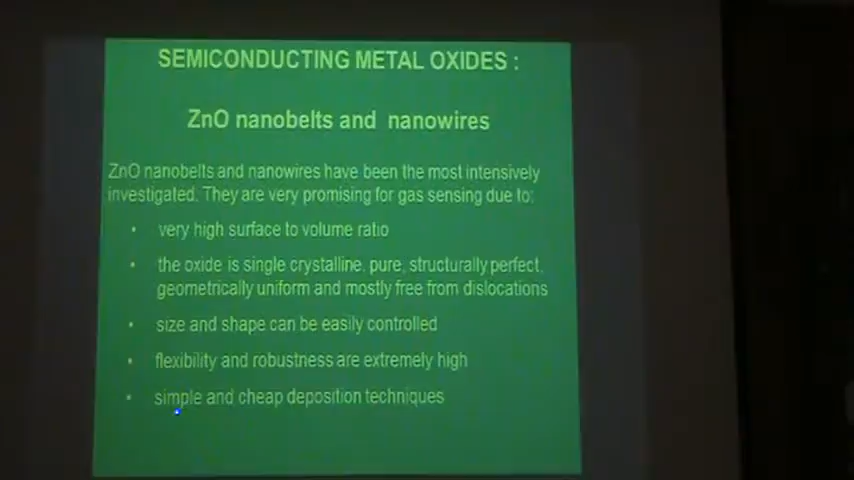 SEMICONDUCTING METAL OXIDES :
ZnO nanobelts and nanowires
ZnO nanobelts and nanowires have been the most intensively
investigated. They are very promising for gas sensing due to:
• very high surface to volume ratio
• the oxide is single crystalline, pure, structurally perfect,
geometrically uniform and mostly free from dislocations
• size and shape can be easily controlled
• flexibility and robustness are extremely high
• simple and cheap deposition techniques